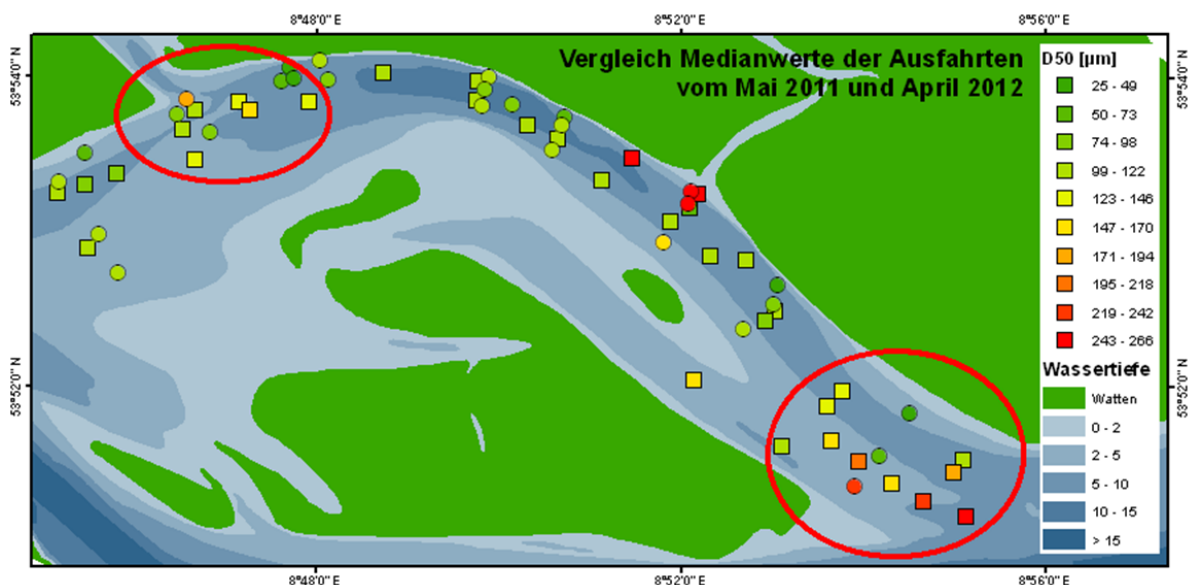 8°48'0" E
8°52'0" E
8°56'0" E
53°54'0" N
53°54'0" N
Vergleich Medianwerte der Ausfahrten
vom Mai 2011 und April 2012
D50 [µm]
25 - 49
50 - 73
74 - 98
99 - 122
123 - 146
147 - 170
171 - 194
195 - 218
219 - 242
243 - 266
Wassertiefe
Watten
0 - 2
2 - 5
5 - 10
10 - 15
> 15
53°52'0" N
53°52'0" N
8°48'0" E
8°52'0" E
8°56'0" E